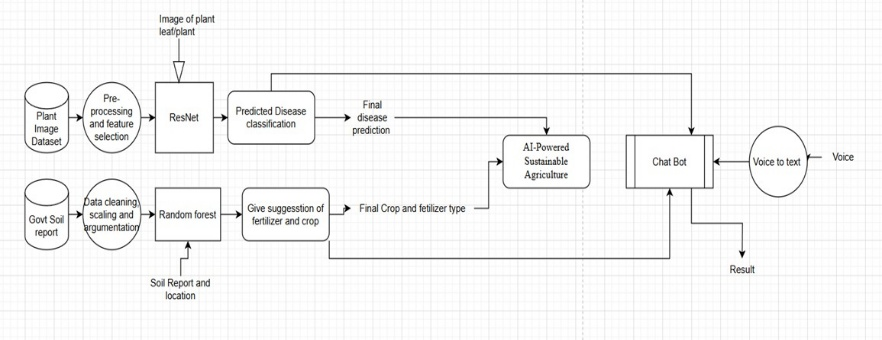 Image of plant
leaf/plant
Plant
Image
Dataset
Pre-
processing
and feature
selection
ResNet
Predicted Disease
classification
Final
disease
prediction
AI-Powered
Sustainable
Agriculture
Chat Bot
Voice to text
Voice
Govt Soil
report
Data cleaning,
scaling and
argumentation
Random forest
Give suggesstion of
fertilizer and crop
Final Crop and fetilizer type
Soil Report and
location
Result